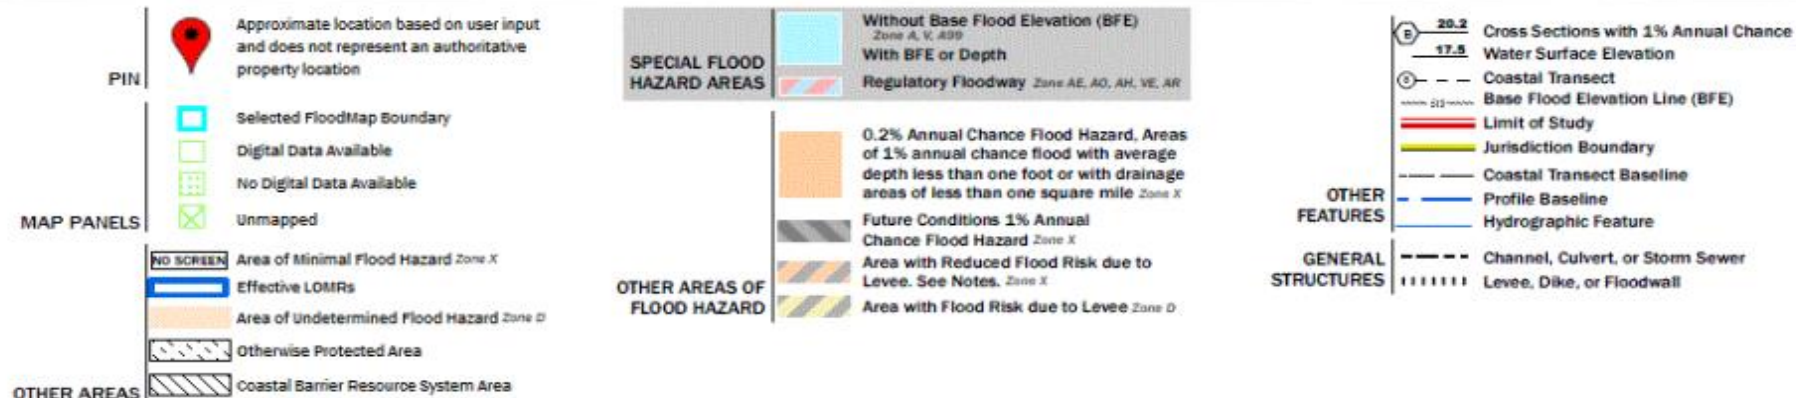 PIN
Approximate location based on user input
and does not represent an authoritative
property location
MAP PANELS
Selected FloodMap Boundary
Digital Data Available
No Digital Data Available
Unmapped
OTHER AREAS
NO SCREEN Area of Minimal Flood Hazard Zone X
Effective LOMRs
Area of Undetermined Flood Hazard Zone D
Otherwise Protected Area
Coastal Barrier Resource System Area
SPECIAL FLOOD
HAZARD AREAS
Without Base Flood Elevation (BFE)
Zone A, V, A99
With BFE or Depth
Regulatory Floodway Zone AE, AO, AH, VE, AR
OTHER AREAS OF
FLOOD HAZARD
0.2% Annual Chance Flood Hazard, Areas
of 1% annual chance flood with average
depth less than one foot or with drainage
areas of less than one square mile Zone X
Future Conditions 1% Annual
Chance Flood Hazard Zone X
Area with Reduced Flood Risk due to
Levee. See Notes. Zone X
Area with Flood Risk due to Levee Zone D
OTHER
FEATURES
B 20.2 Cross Sections with 1% Annual Chance
17.5 Water Surface Elevation
Coastal Transect
Base Flood Elevation Line (BFE)
Limit of Study
Jurisdiction Boundary
Coastal Transect Baseline
Profile Baseline
Hydrographic Feature
GENERAL
STRUCTURES
Channel, Culvert, or Storm Sewer
Levee, Dike, or Floodwall